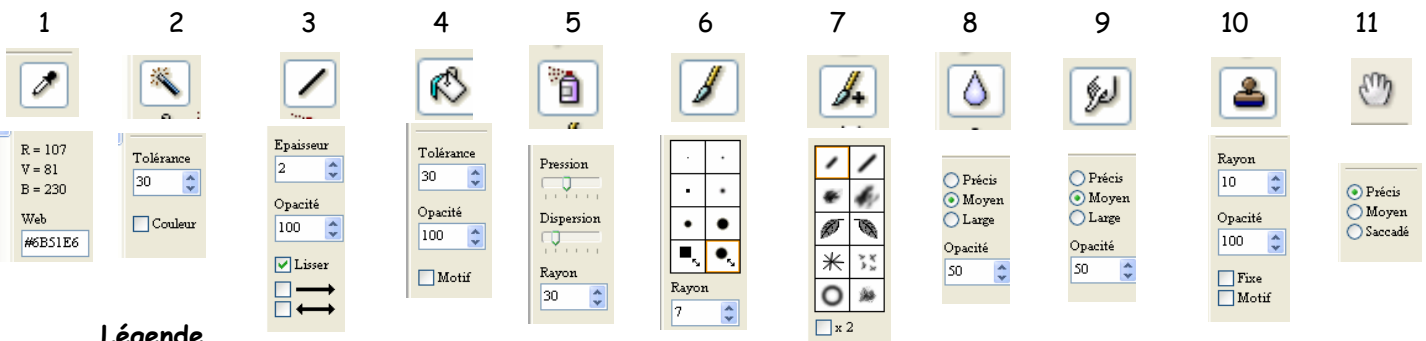 1 2 3 4 5 6 7 8 9 10 11
R = 107
V = 81
B = 230
Web
#6B51E6
Tolérance
30
Couleur
Epaisseur
2
Opacité
100
Lisser
Tolérance
30
Opacité
100
Motif
Pression
Dispersion
Rayon
30
Rayon
7
x 2
Précis
Moyen
Large
Opacité
50
Précis
Moyen
Large
Opacité
50
Rayon
10
Opacité
100
Fixe
Motif
Précis
Moyen
Saccadé
Légende